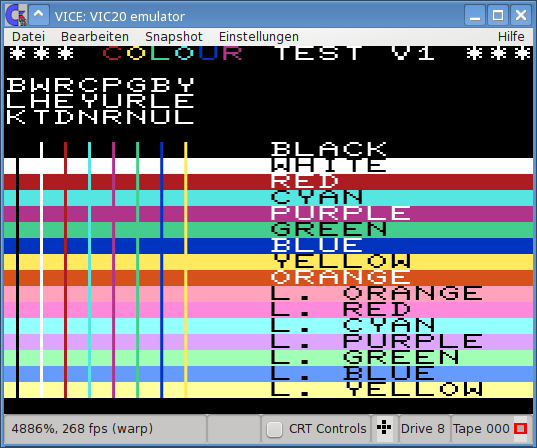 VICE: VIC20 emulator
Datei Bearbeiten Snapshot Einstellungen Hilfe
*** COLOUR TEST V1 ***
BWRCPGBY
LHEYURLE
KTDNRNUL
BLACK
WHITE
RED
CYAN
PURPLE
GREEN
BLUE
YELLOW
ORANGE
L. ORANGE
L. RED
L. CYAN
L. PURPLE
L. GREEN
L. BLUE
L. YELLOW
4886%, 268 fps (warp) CRT Controls Drive 8 Tape 000